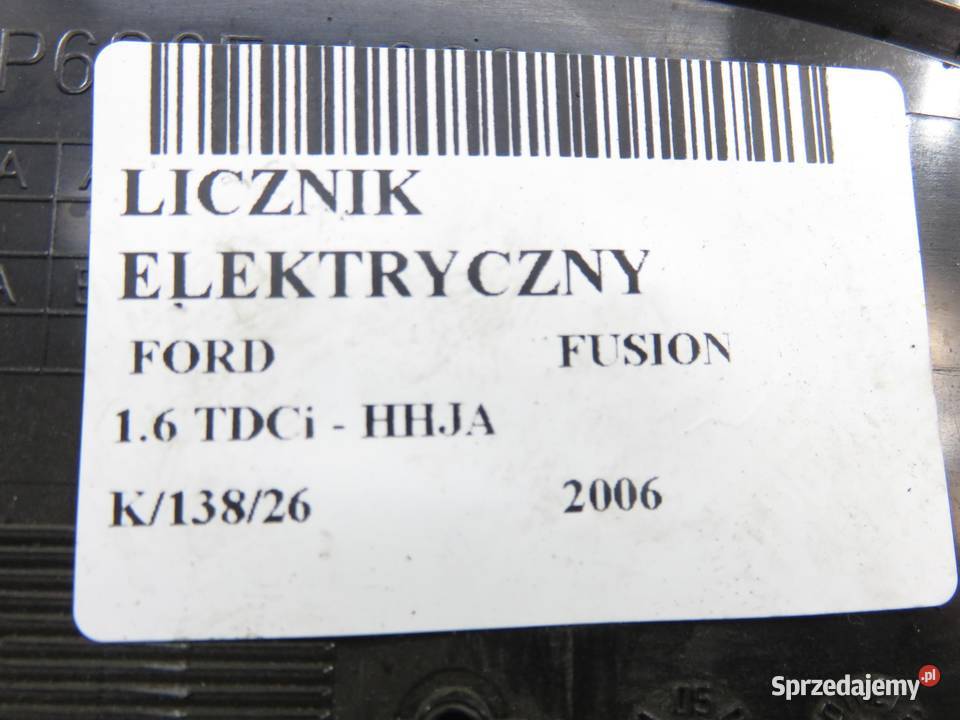 LICZNIK
ELEKTRYCZNY
FORD FUSION
1.6 TDCi - HHJA
K/138/26 2006
Sprzedajemy.pl